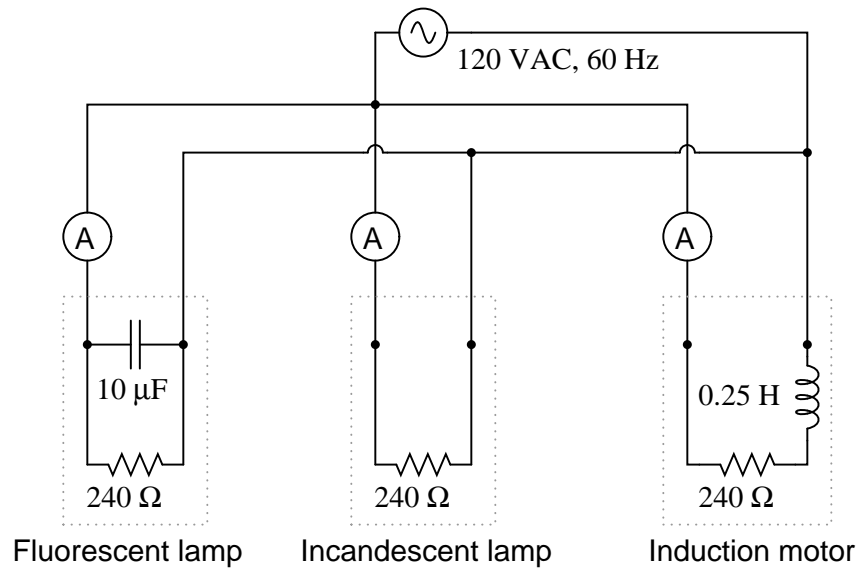 120 VAC, 60 Hz
A
A
A
10 μF
0.25 H
240 Ω
240 Ω
240 Ω
Fluorescent lamp
Incandescent lamp
Induction motor